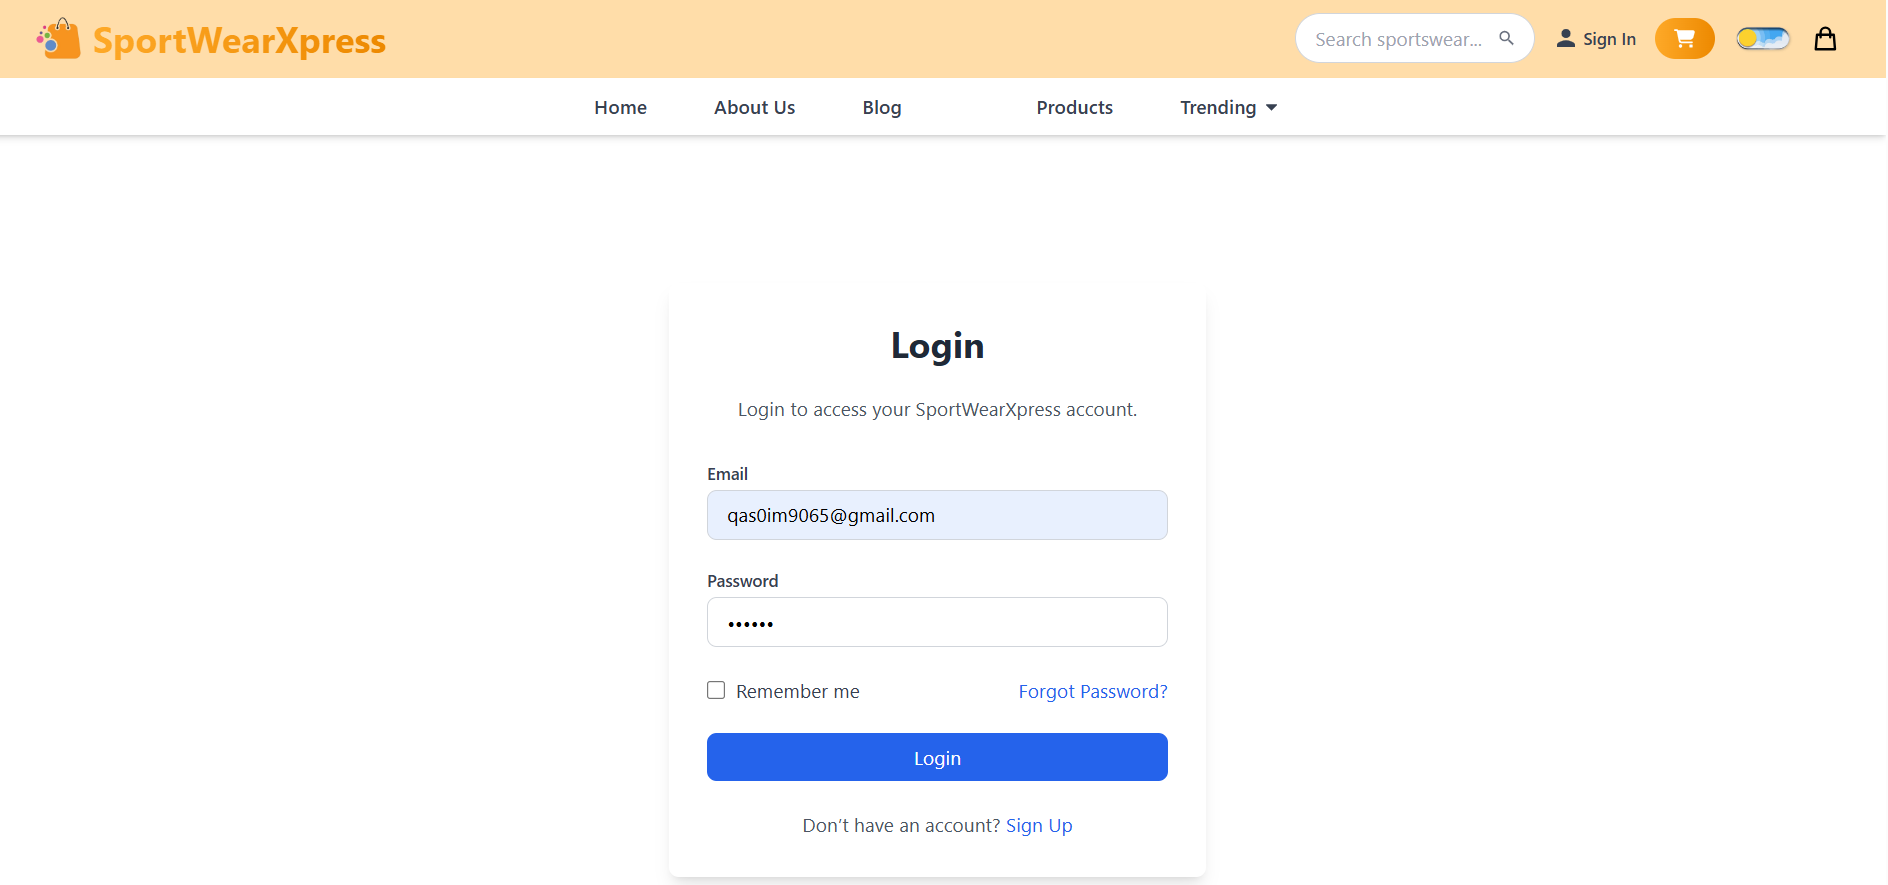 SportWearXpress
Search sportswear...
Sign In
Home
About Us
Blog
Products
Trending
Login
Login to access your SportWearXpress account.
Email
qas0im9065@gmail.com
Password
••••••
Remember me
Forgot Password?
Login
Don't have an account? Sign Up